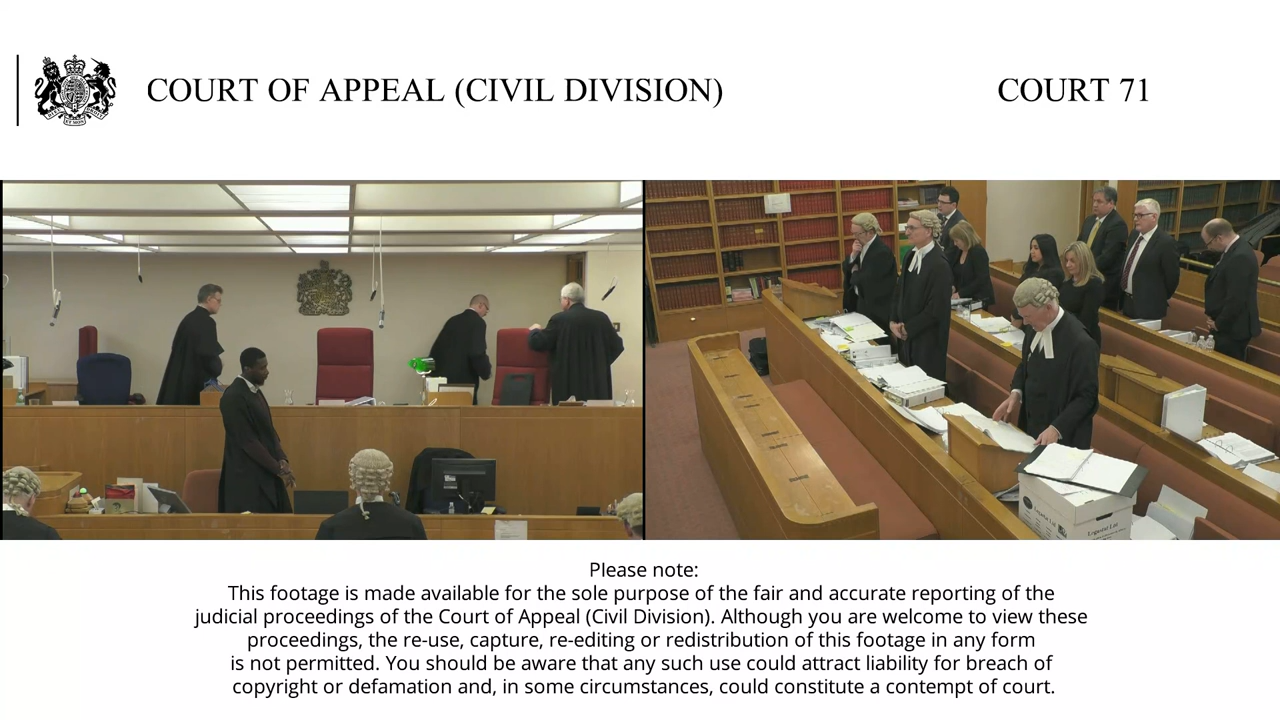 COURT OF APPEAL (CIVIL DIVISION)
COURT 71
Please note:
This footage is made available for the sole purpose of the fair and accurate reporting of the
judicial proceedings of the Court of Appeal (Civil Division). Although you are welcome to view these
proceedings, the re-use, capture, re-editing or redistribution of this footage in any form
is not permitted. You should be aware that any such use could attract liability for breach of
copyright or defamation and, in some circumstances, could constitute a contempt of court.